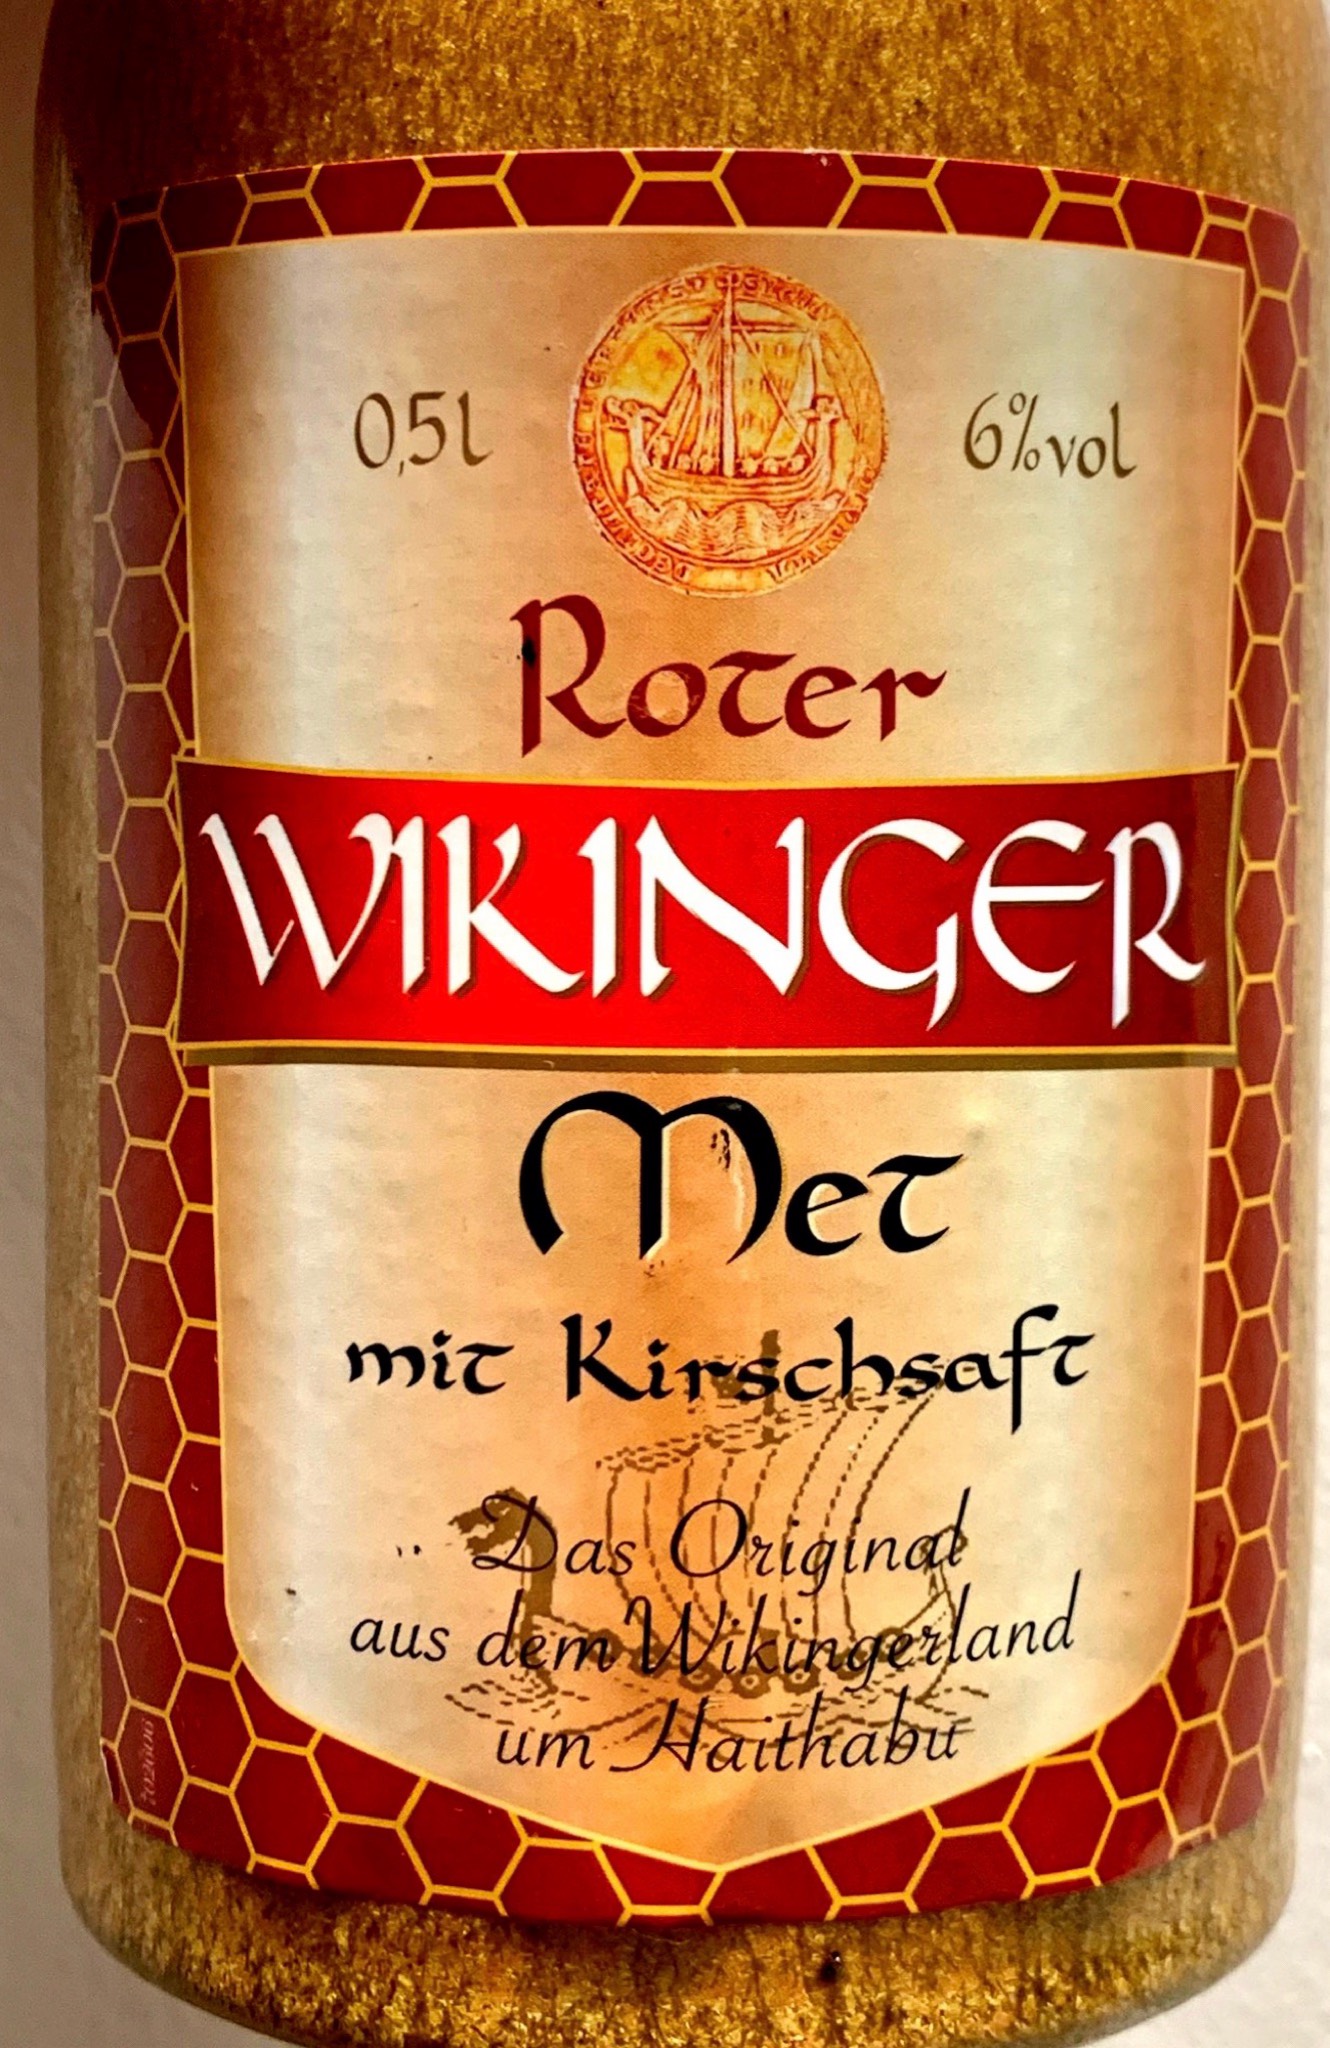 0,5l
6%vol
Roter
WIKINGER
Met
mit Kirschsaft
Das Original
aus dem Wikingerland
um Haithabu